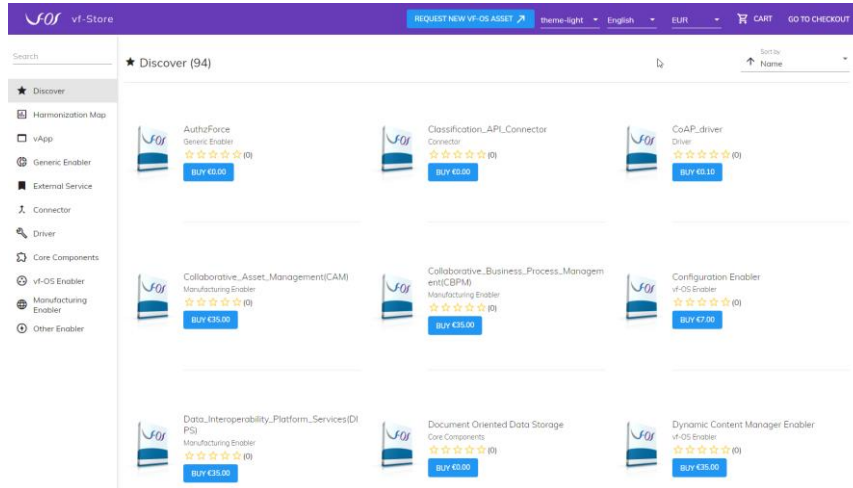 vf-OS vf-Store
REQUEST NEW VF-OS ASSET
theme-light
English
EUR
CART
GO TO CHECKOUT
Search
Discover
Harmonization Map
vApp
Generic Enabler
External Service
Connector
Driver
Core Components
vf-OS Enabler
Manufacturing
Enabler
Other Enabler
Discover (94)
Sort by
Name
AuthzForce
Generic Enabler
(0)
BUY €0.00
Classification_API_Connector
Connector
(0)
BUY €0.00
CoAP_driver
Driver
(0)
BUY €0.10
Collaborative_Asset_Management(CAM)
Manufacturing Enabler
(0)
BUY €35.00
Collaborative_Business_Process_Managem
ent(CBPM)
Manufacturing Enabler
(0)
BUY €35.00
Configuration Enabler
vf-OS Enabler
(0)
BUY €7.00
Data_Interoperability_Platform_Services(DI
PS)
Manufacturing Enabler
(0)
BUY €35.00
Document Oriented Data Storage
Core Components
(0)
BUY €0.00
Dynamic Content Manager Enabler
vf-OS Enabler
(0)
BUY €35.00